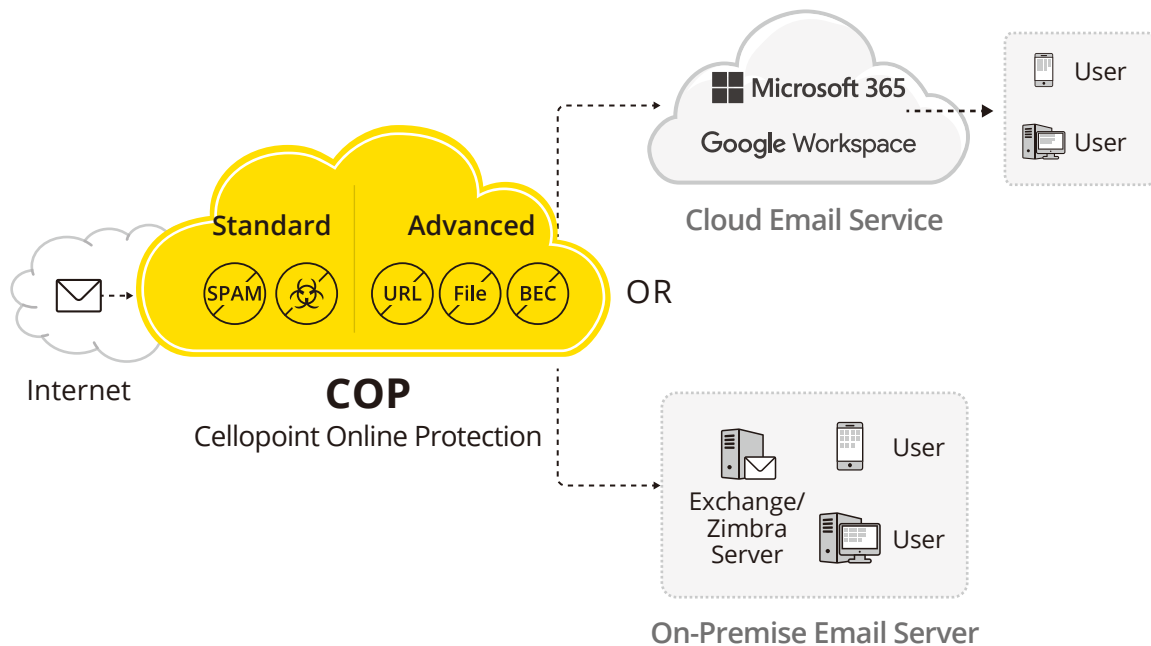 Microsoft 365
Google Workspace
User
User
Cloud Email Service
Standard
Advanced
SPAM
URL
File
BEC
OR
Internet
COP
Cellopoint Online Protection
Exchange/
Zimbra
Server
User
User
On-Premise Email Server